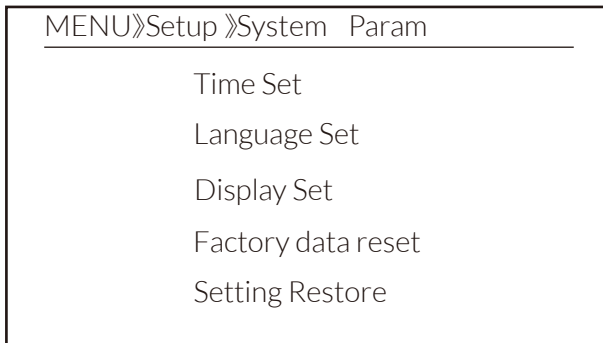 MENU》Setup 》System Param
Time Set
Language Set
Display Set
Factory data reset
Setting Restore